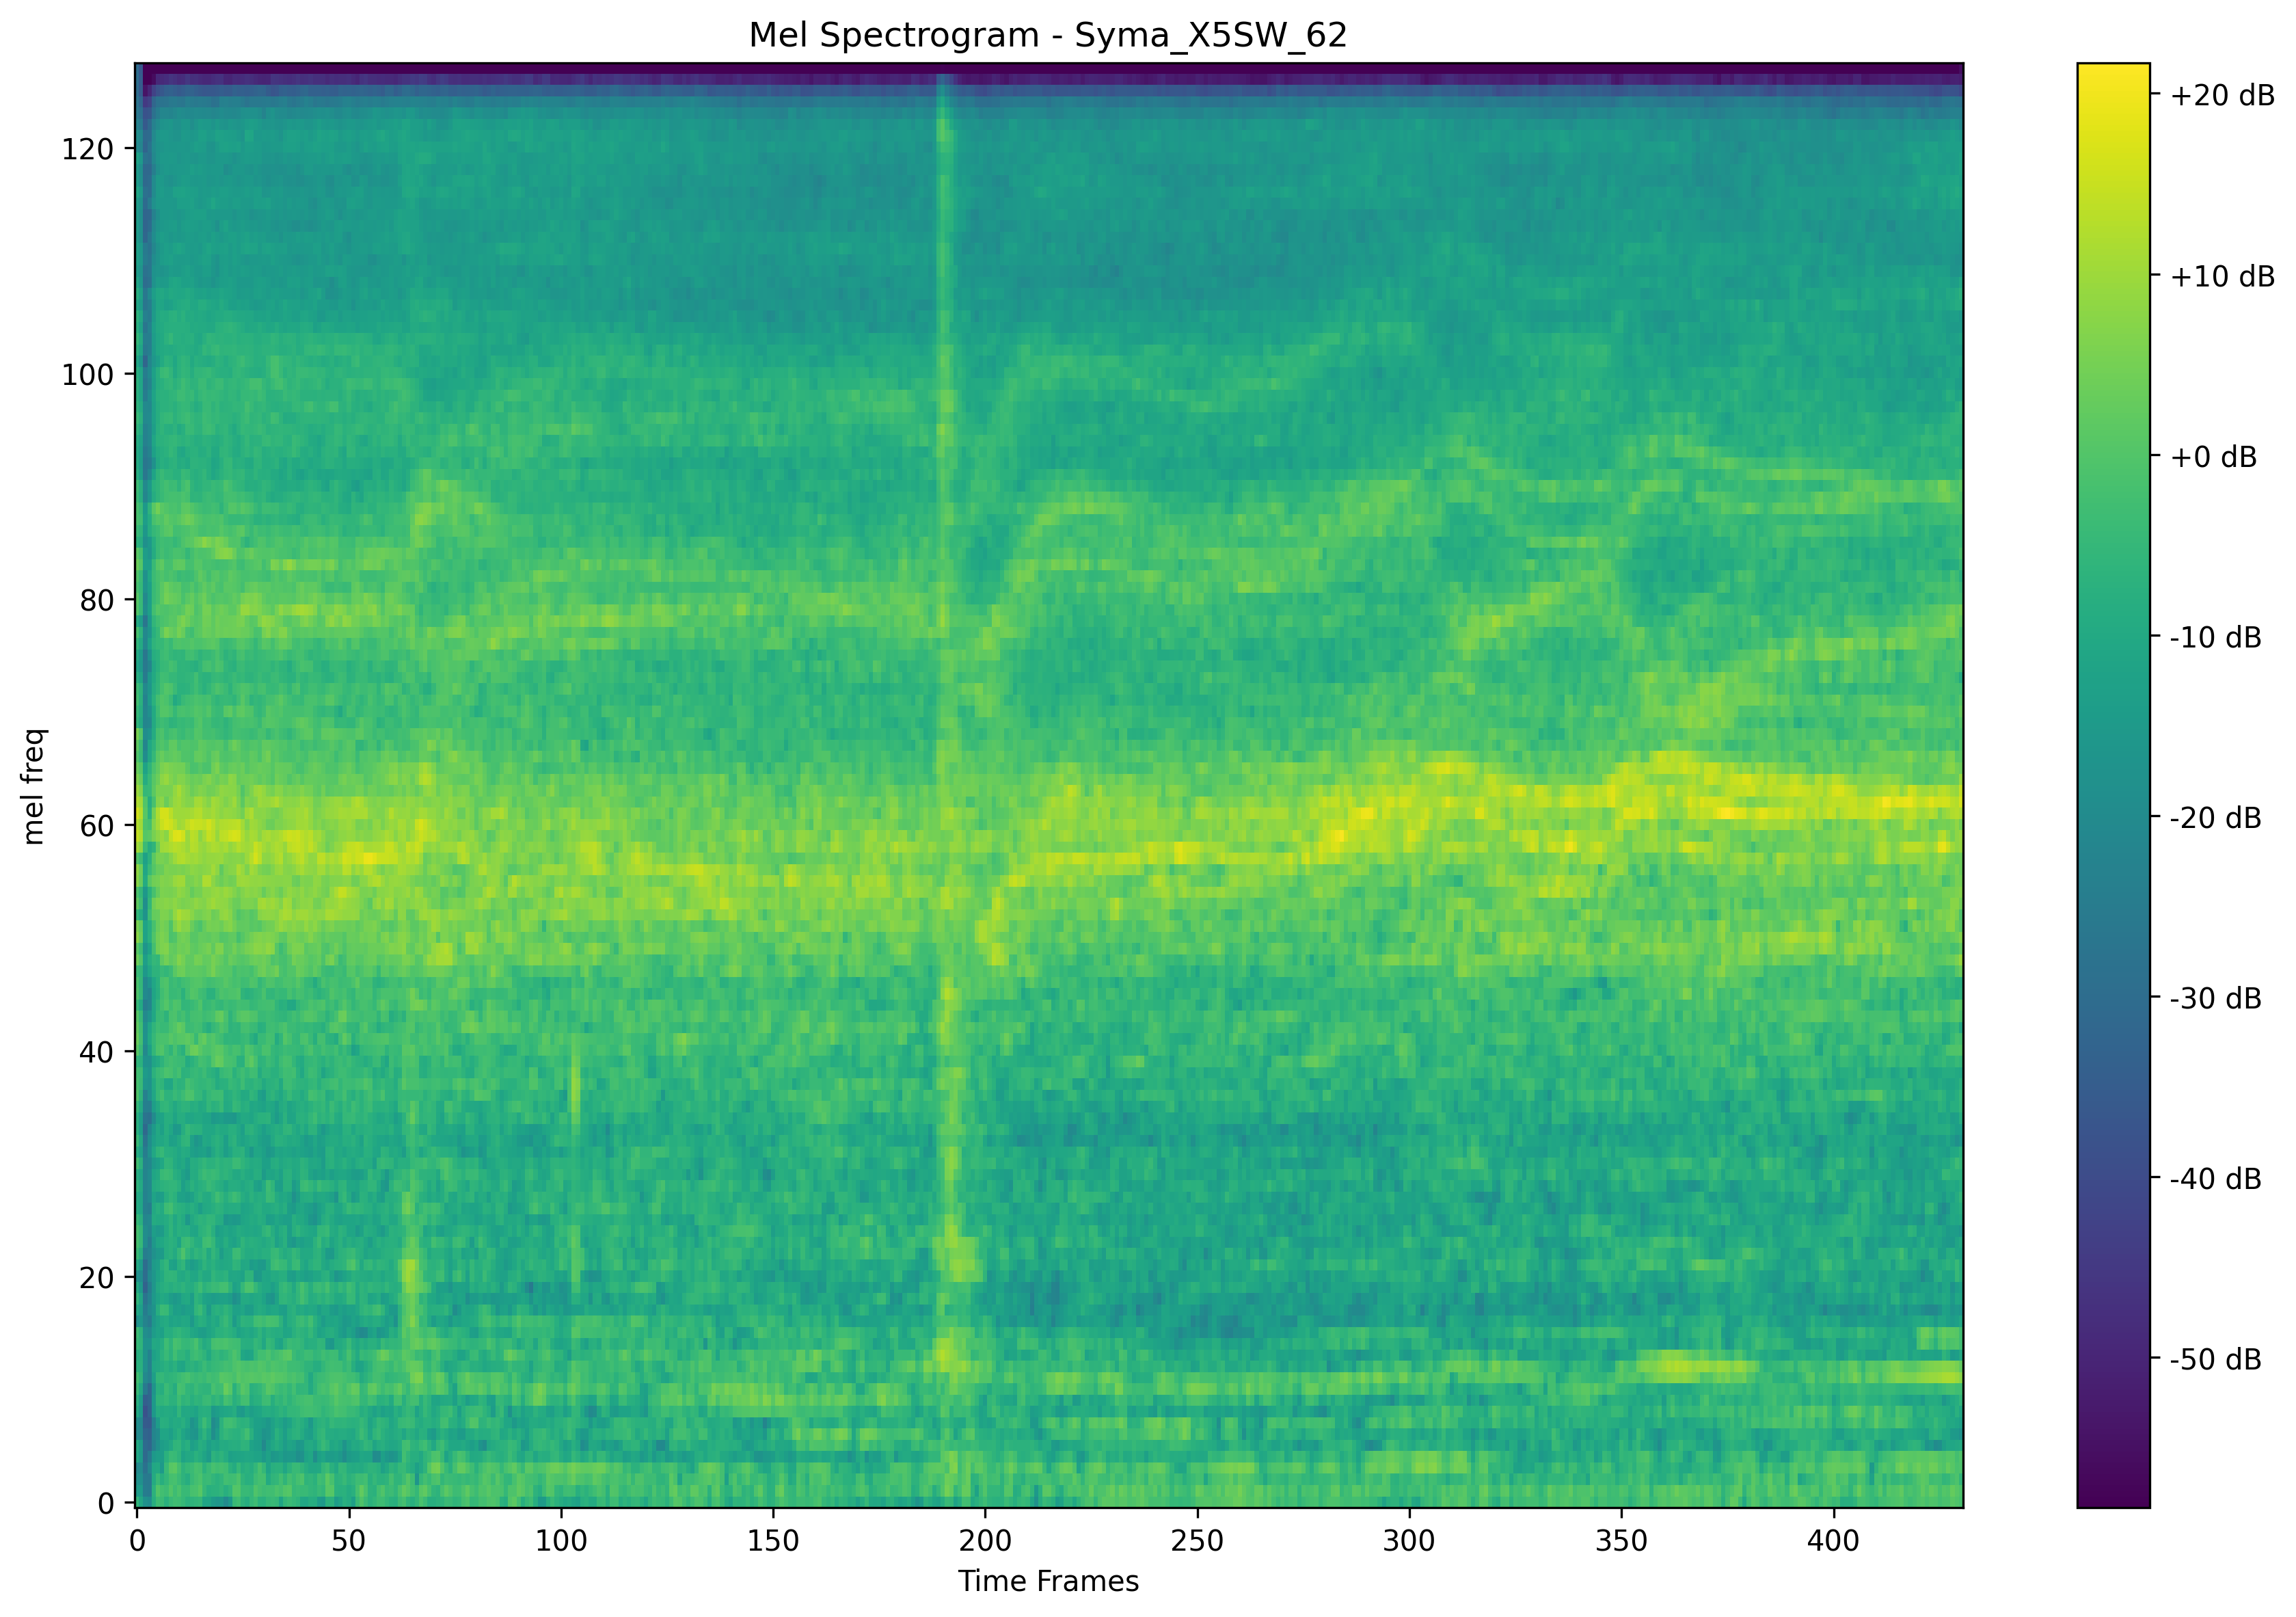 Mel Spectrogram - Syma_X5SW_62
mel freq
120
100
80
60
40
20
0
0 50 100 150 200 250 300 350 400
Time Frames
+20 dB
+10 dB
+0 dB
-10 dB
-20 dB
-30 dB
-40 dB
-50 dB